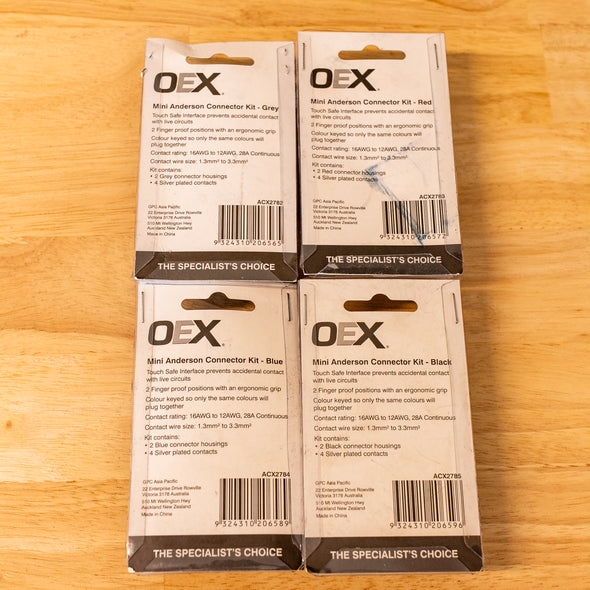 OEX
Mini Anderson Connector Kit - Grey
Touch Safe Interface prevents accidental contact
with live circuits
2 Finger proof positions with an ergonomic grip
Colour keyed so only the same colours will
plug together
Contact rating: 16AWG to 12AWG, 28A Continuous
Contact wire size: 1.3mm² to 3.3mm²
Kit contains:
• 2 Grey connector housings
• 4 Silver plated contacts
ACX2782
GPC Asia Pacific
22 Enterprise Drive Rowville
Victoria 3178 Australia
510 Mt Wellington Hwy
Auckland New Zealand
Made in China
9 324310 206565
THE SPECIALIST'S CHOICE
OEX
Mini Anderson Connector Kit - Red
Touch Safe Interface prevents accidental contact
with live circuits
2 Finger proof positions with an ergonomic grip
Colour keyed so only the same colours will
plug together
Contact rating: 16AWG to 12AWG, 28A Continuous
Contact wire size: 1.3mm² to 3.3mm²
Kit contains:
• 2 Red connector housings
• 4 Silver plated contacts
ACX2783
GPC Asia Pacific
22 Enterprise Drive Rowville
Victoria 3178 Australia
510 Mt Wellington Hwy
Auckland New Zealand
Made in China
9 324310 206572
THE SPECIALIST'S CHOICE
OEX
Mini Anderson Connector Kit - Blue
Touch Safe Interface prevents accidental contact
with live circuits
2 Finger proof positions with an ergonomic grip
Colour keyed so only the same colours will
plug together
Contact rating: 16AWG to 12AWG, 28A Continuous
Contact wire size: 1.3mm² to 3.3mm²
Kit contains:
• 2 Blue connector housings
• 4 Silver plated contacts
ACX2784
GPC Asia Pacific
22 Enterprise Drive Rowville
Victoria 3178 Australia
510 Mt Wellington Hwy
Auckland New Zealand
Made in China
9 324310 206589
THE SPECIALIST'S CHOICE
OEX
Mini Anderson Connector Kit - Black
Touch Safe Interface prevents accidental contact
with live circuits
2 Finger proof positions with an ergonomic grip
Colour keyed so only the same colours will
plug together
Contact rating: 16AWG to 12AWG, 28A Continuous
Contact wire size: 1.3mm² to 3.3mm²
Kit contains:
• 2 Black connector housings
• 4 Silver plated contacts
ACX2785
GPC Asia Pacific
22 Enterprise Drive Rowville
Victoria 3178 Australia
510 Mt Wellington Hwy
Auckland New Zealand
Made in China
9 324310 206596
THE SPECIALIST'S CHOICE